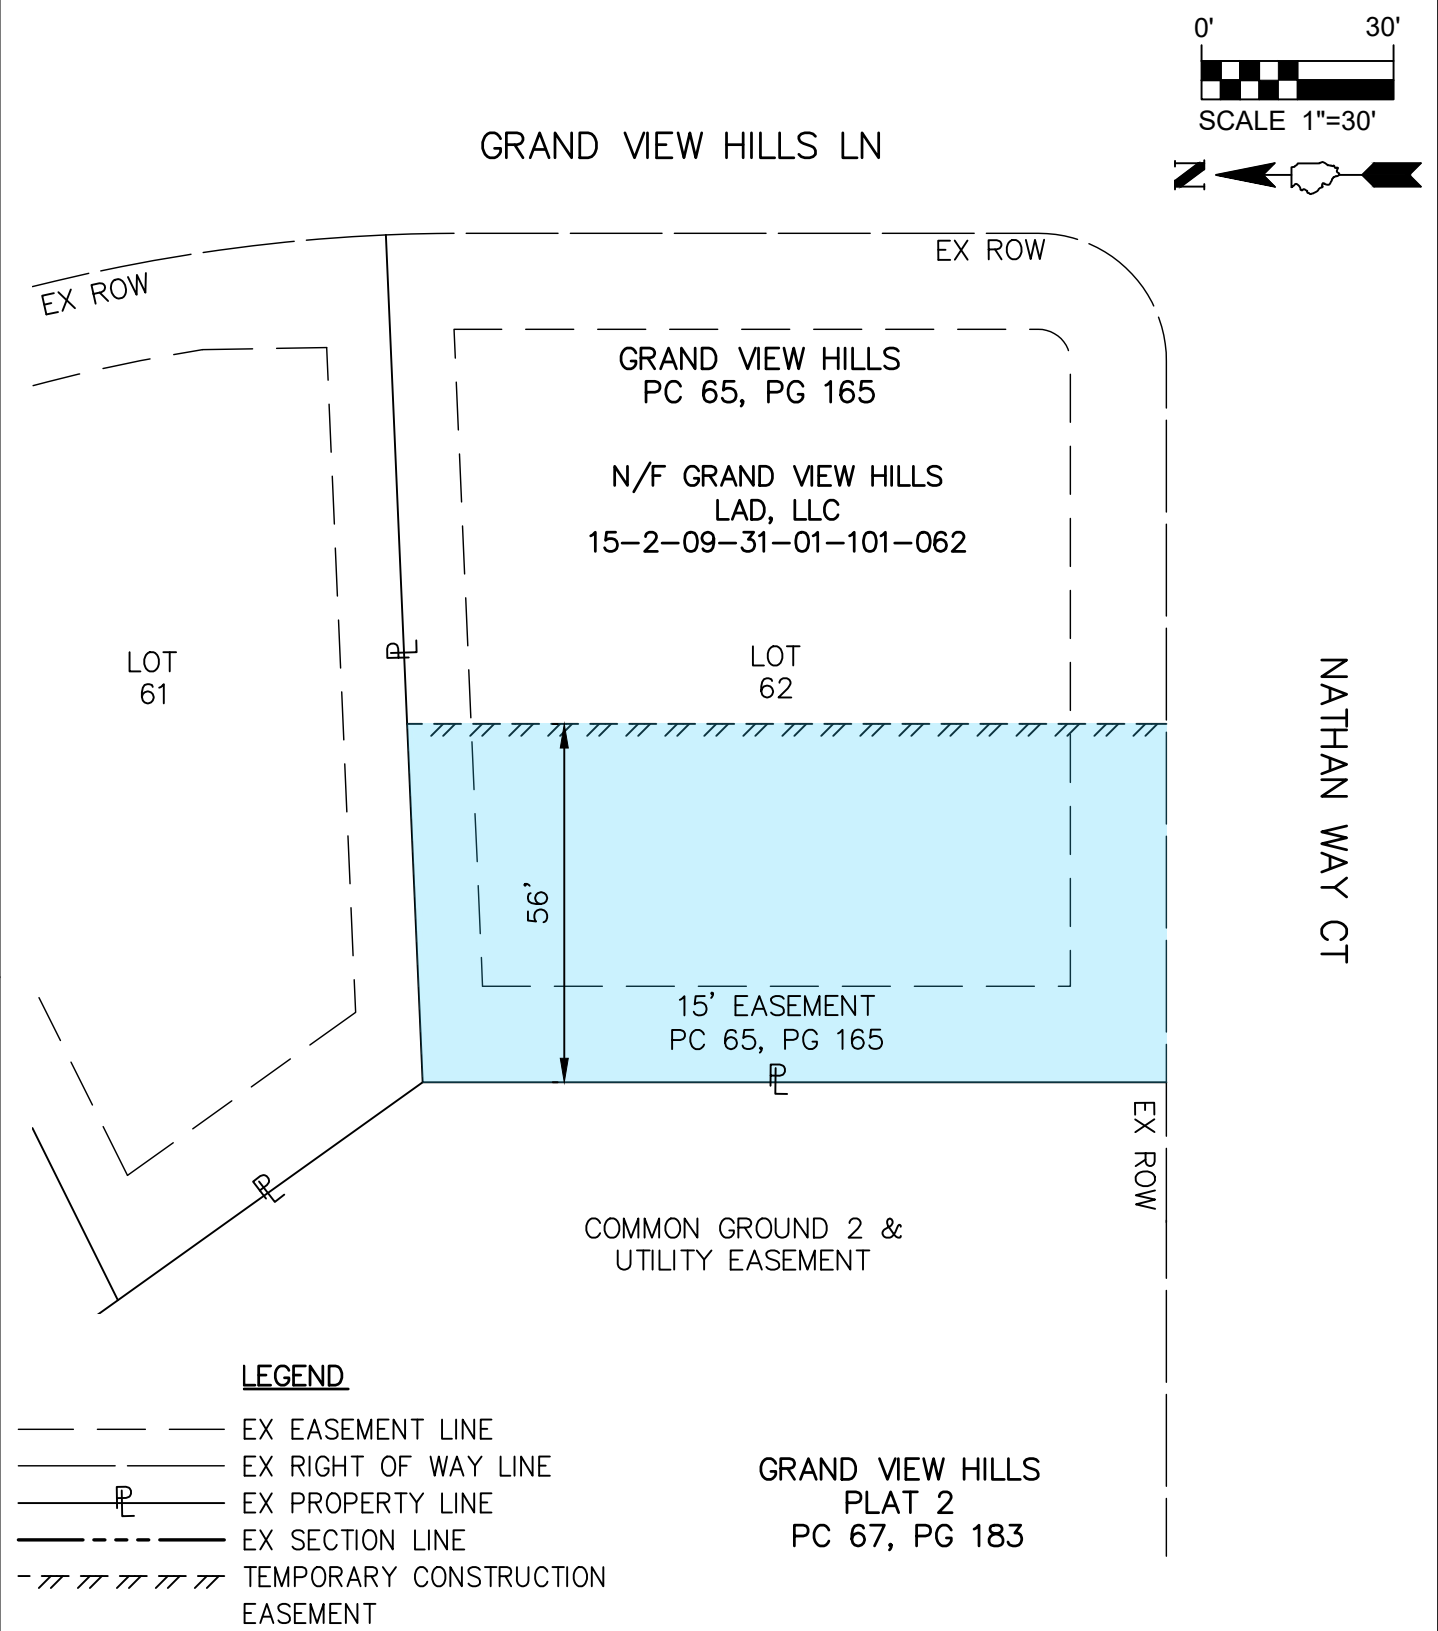 0' 30'
SCALE 1"=30'
N
GRAND VIEW HILLS LN
EX ROW
EX ROW
GRAND VIEW HILLS
PC 65, PG 165
N/F GRAND VIEW HILLS
LAD, LLC
15-2-09-31-01-101-062
PL
LOT
61
LOT
62
NATHAN WAY CT
56'
15' EASEMENT
PC 65, PG 165
PL
EX ROW
PL
COMMON GROUND 2 &
UTILITY EASEMENT
LEGEND
EX EASEMENT LINE
EX RIGHT OF WAY LINE
PL
EX PROPERTY LINE
EX SECTION LINE
TEMPORARY CONSTRUCTION
EASEMENT
GRAND VIEW HILLS
PLAT 2
PC 67, PG 183